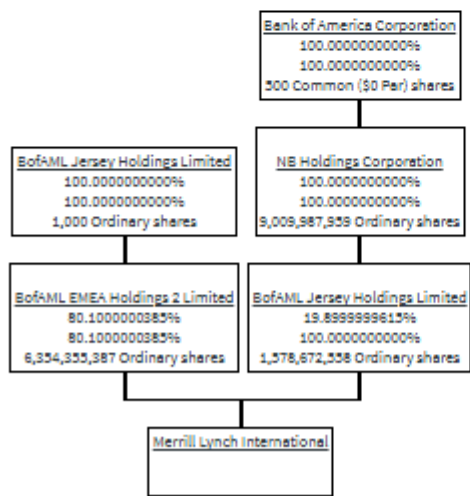 Bank of America Corporation
100.0000000000%
100.0000000000%
500 Common ($0 Par) shares
BofAML Jersey Holdings Limited
100.0000000000%
100.0000000000%
1,000 Ordinary shares
NB Holdings Corporation
100.0000000000%
100.0000000000%
9,009,987,959 Ordinary shares
BofAML EMEA Holdings 2 Limited
80.1000000385%
80.1000000385%
6,354,355,387 Ordinary shares
BofAML Jersey Holdings Limited
19.8999999615%
100.0000000000%
1,578,672,558 Ordinary shares
Merrill Lynch International